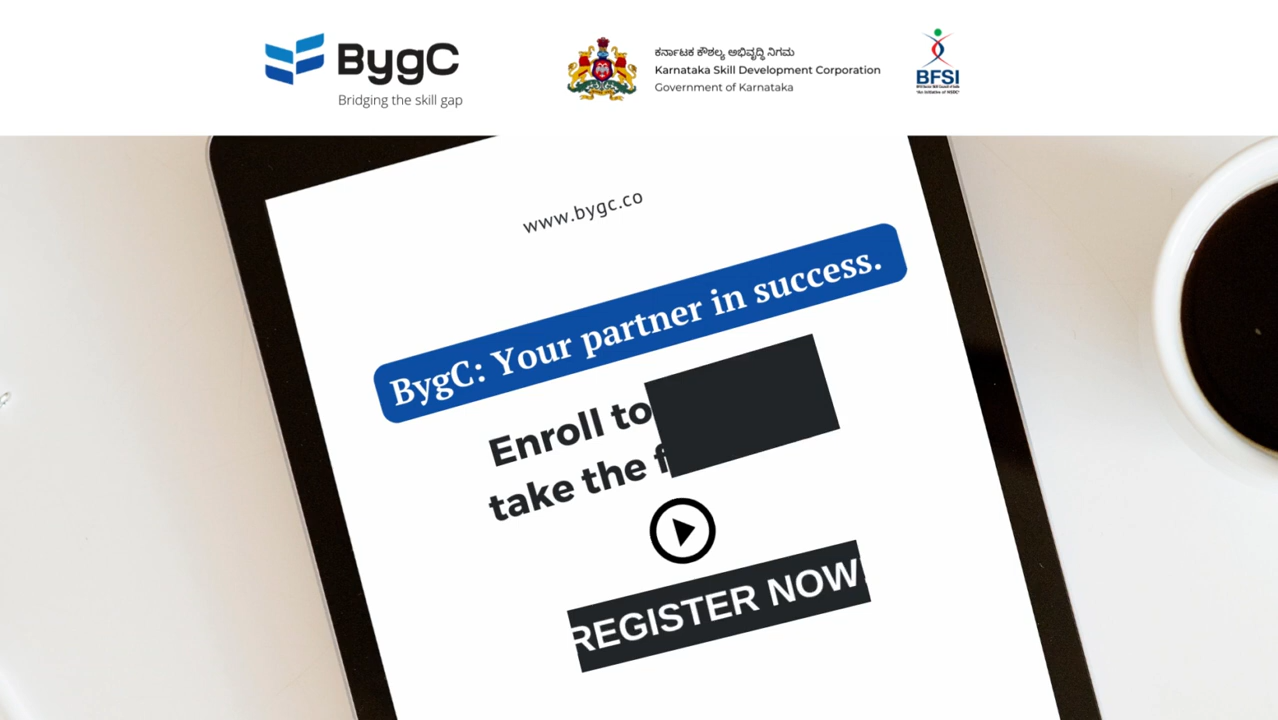 BygC
Bridging the skill gap
ಕರ್ನಾಟಕ ಕೌಶಲ್ಯ ಅಭಿವೃದ್ಧಿ ನಿಗಮ
Karnataka Skill Development Corporation
Government of Karnataka
BFSI
www.bygc.co
BygC: Your partner in success.
Enroll to
take the
REGISTER NOW!